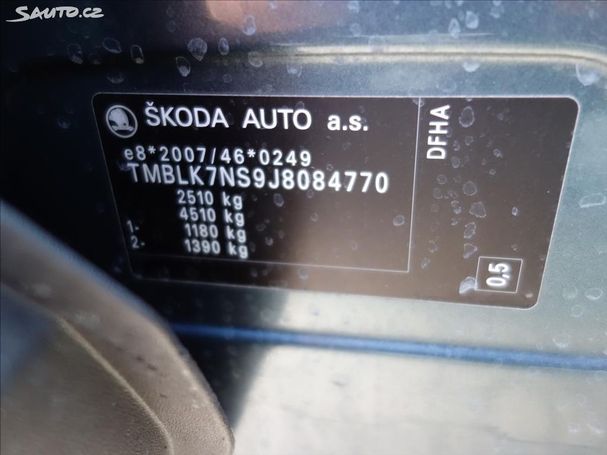 Sauto.cz
ŠKODA AUTO a.s.
e8*2007/46*0249
TMBLK7NS9J8084770
2510 kg
4510 kg
1- 1180 kg
2- 1390 kg
DFHA
0,5